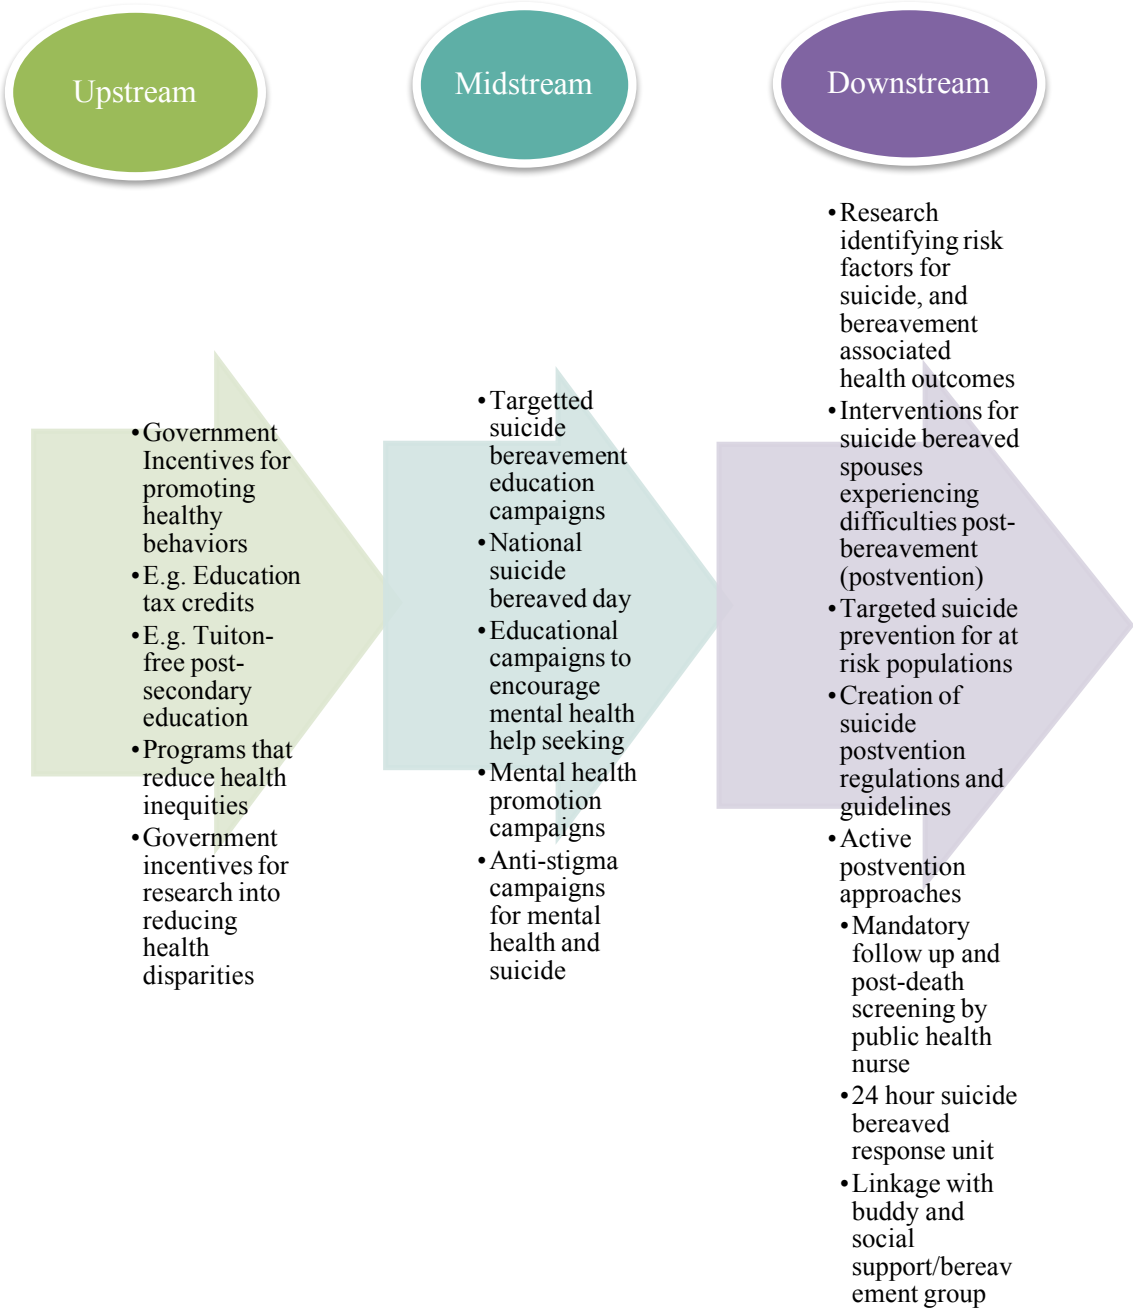 Upstream
Midstream
Downstream
•Government
Incentives for
promoting
healthy
behaviors
•E.g. Education
tax credits
•E.g. Tuiton-
free post-
secondary
education
•Programs that
reduce health
inequities
•Government
incentives for
research into
reducing
health
disparities
•Targetted
suicide
bereavement
education
campaigns
•National
suicide
bereaved day
•Educational
campaigns to
encourage
mental health
help seeking
•Mental health
promotion
campaigns
•Anti-stigma
campaigns
for mental
health and
suicide
•Research
identifying risk
factors for
suicide, and
bereavement
associated
health outcomes
•Interventions for
suicide bereaved
spouses
experiencing
difficulties post-
bereavement
(postvention)
•Targeted suicide
prevention for at
risk populations
•Creation of
suicide
postvention
regulations and
guidelines
•Active
postvention
approaches
•Mandatory
follow up and
post-death
screening by
public health
nurse
•24 hour suicide
bereaved
response unit
•Linkage with
buddy and
social
support/bereav
ement group